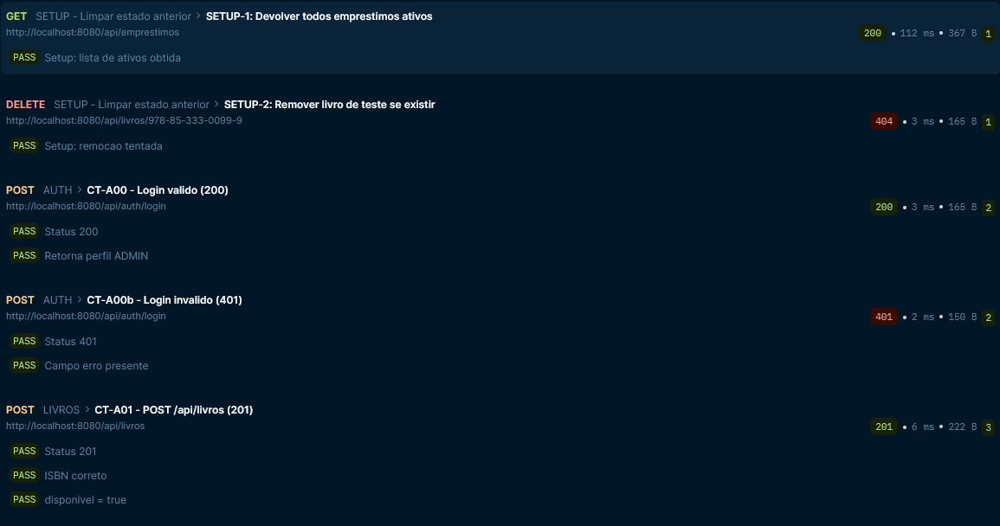 GET SETUP - Limpar estado anterior > SETUP-1: Devolver todos emprestimos ativos
http://localhost:8080/api/emprestimos
200 • 112 ms • 367 B 1
PASS Setup: lista de ativos obtida
DELETE SETUP - Limpar estado anterior > SETUP-2: Remover livro de teste se existir
http://localhost:8080/api/livros/978-85-333-0099-9
404 • 3 ms • 165 B 1
PASS Setup: remocao tentada
POST AUTH > CT-A00 - Login valido (200)
http://localhost:8080/api/auth/login
200 • 3 ms • 165 B 2
PASS Status 200
PASS Retorna perfil ADMIN
POST AUTH > CT-A00b - Login invalido (401)
http://localhost:8080/api/auth/login
401 • 2 ms • 150 B 2
PASS Status 401
PASS Campo erro presente
POST LIVROS > CT-A01 - POST /api/livros (201)
http://localhost:8080/api/livros
201 • 6 ms • 222 B 3
PASS Status 201
PASS ISBN correto
PASS disponivel = true